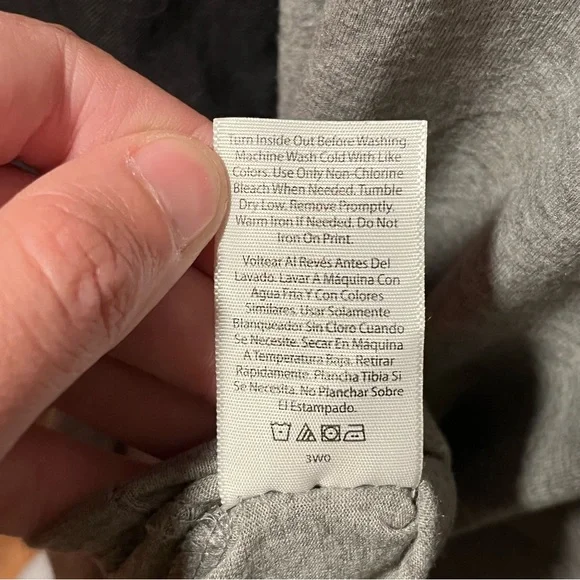 Turn Inside Out Before Washing.
Machine Wash Cold With Like
Colors. Use Only Non-Chlorine
Bleach When Needed. Tumble
Dry Low. Remove Promptly.
Warm Iron If Needed. Do Not
Iron On Print.
Voltear Al Revés Antes Del
Lavado. Lavar A Máquina Con
Agua Fria Y Con Colores
Similares. Usar Solamente
Blanqueador Sin Cloro Cuando
Se Necesite. Secar En Máquina
A Temperatura Baja. Retirar
Rapidamente. Plancha Tibia Si
Se Necesita. No Planchar Sobre
El Estampado.
3W0